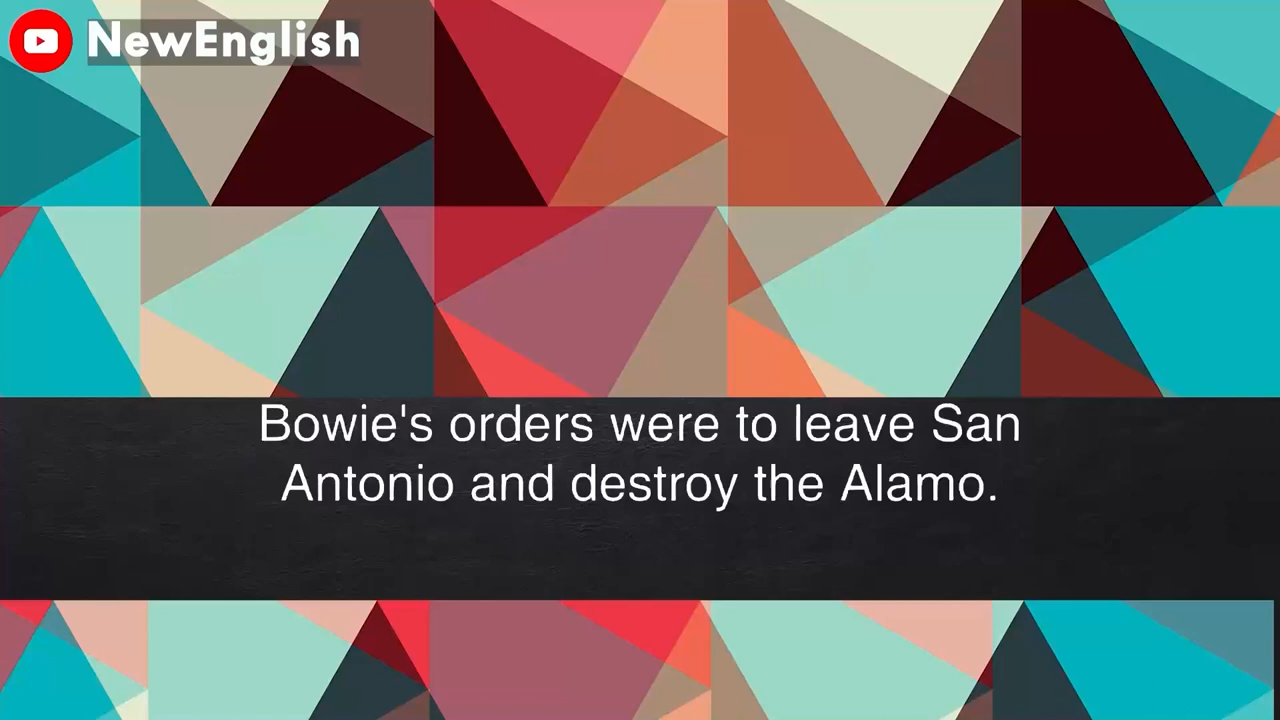 NewEnglish
Bowie's orders were to leave San
Antonio and destroy the Alamo.